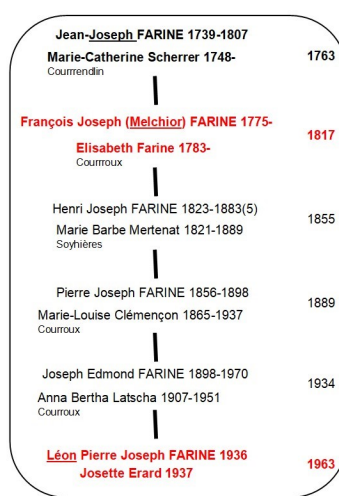 Jean-Joseph FARINE 1739-1807
Marie-Catherine Scherrer 1748- 1763
Courrrendlin
François Joseph (Melchior) FARINE 1775- 1817
Elisabeth Farine 1783-
Courrroux
Henri Joseph FARINE 1823-1883(5) 1855
Marie Barbe Mertenat 1821-1889
Soyhières
Pierre Joseph FARINE 1856-1898 1889
Marie-Louise Clémençon 1865-1937
Courroux
Joseph Edmond FARINE 1898-1970 1934
Anna Bertha Latscha 1907-1951
Courroux
Léon Pierre Joseph FARINE 1936 1963
Josette Erard 1937